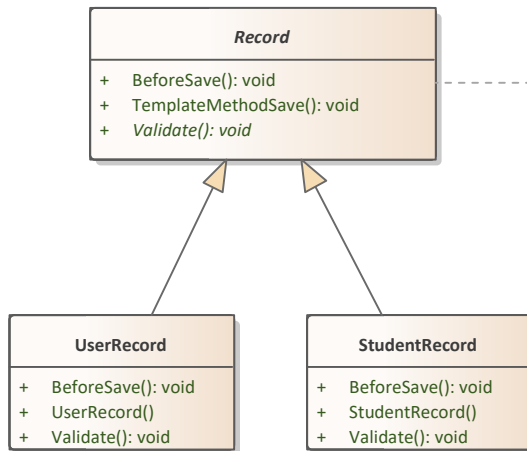 Record
+ BeforeSave(): void
+ TemplateMethodSave(): void
+ Validate(): void
UserRecord
+ BeforeSave(): void
+ UserRecord()
+ Validate(): void
StudentRecord
+ BeforeSave(): void
+ StudentRecord()
+ Validate(): void